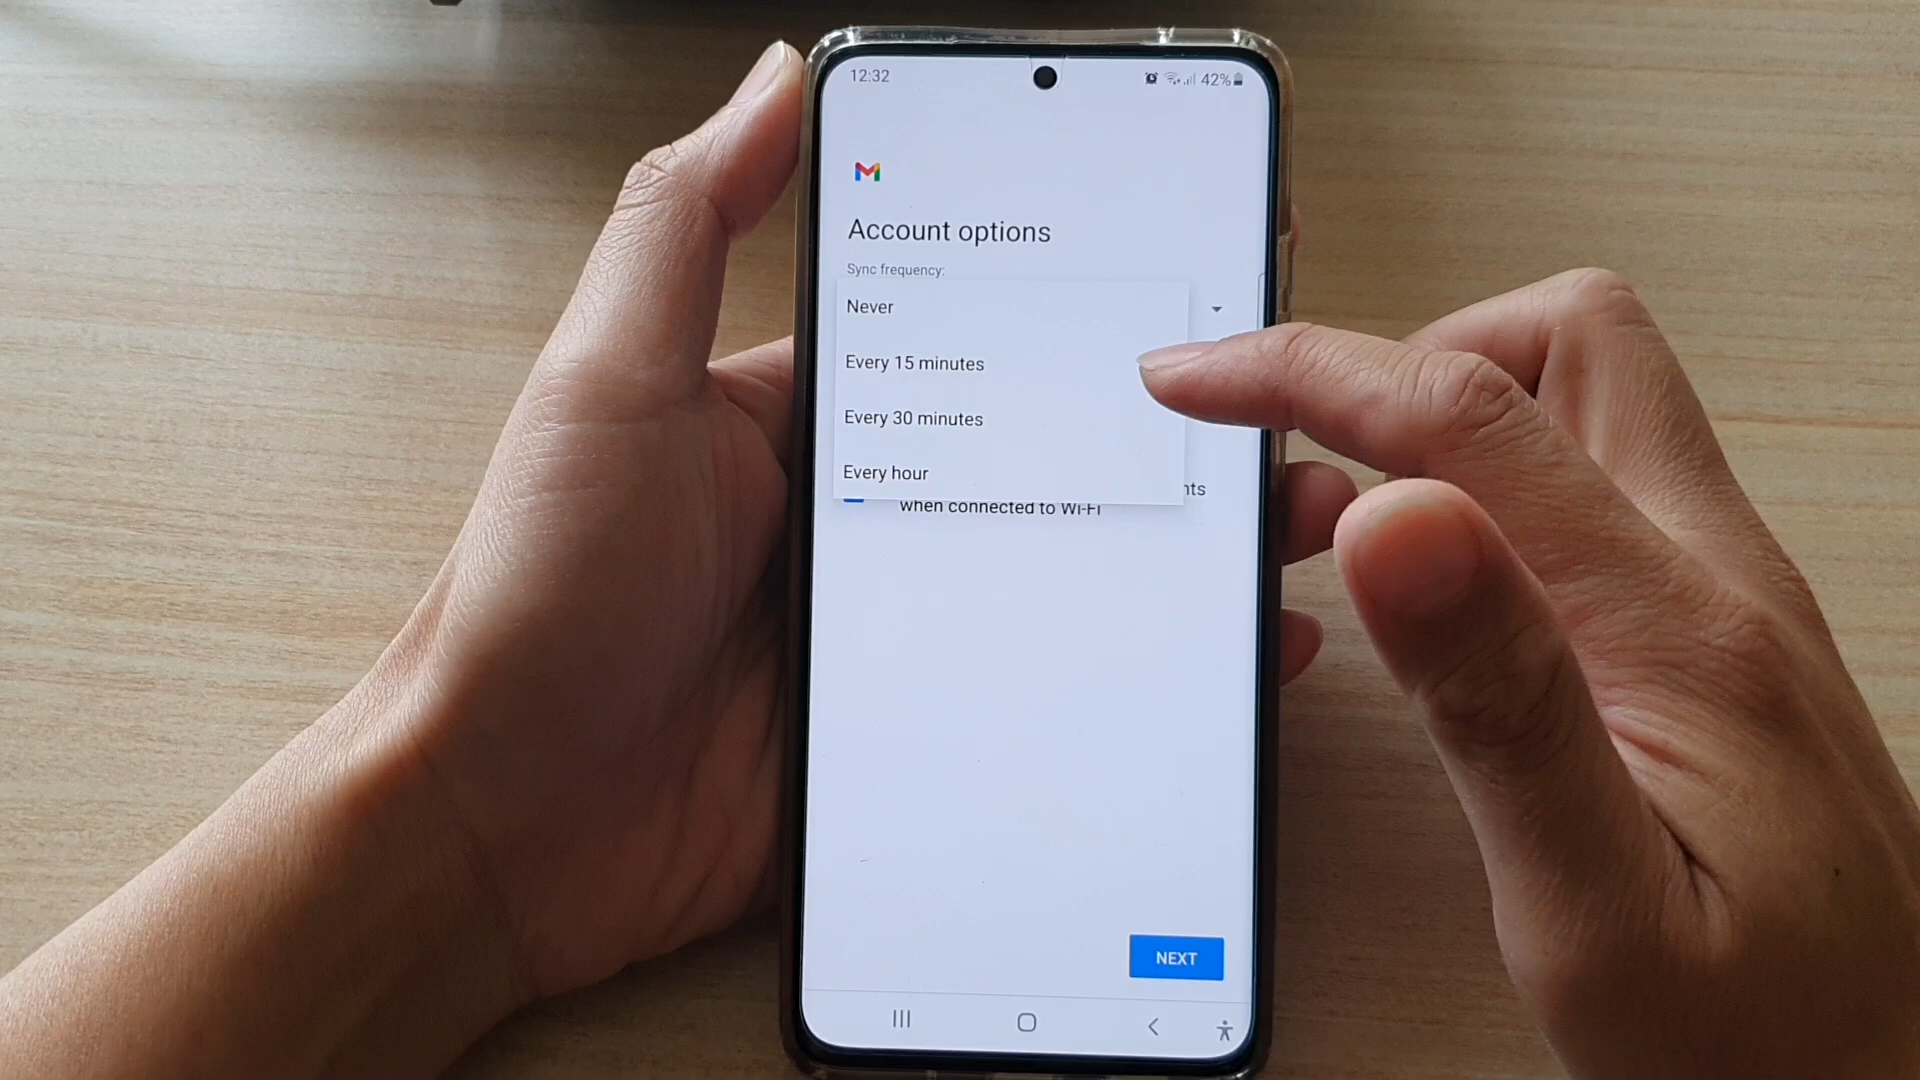 12:32
42%
Account options
Sync frequency:
Never
Every 15 minutes
Every 30 minutes
Every hour
when connected to Wi-Fi
NEXT